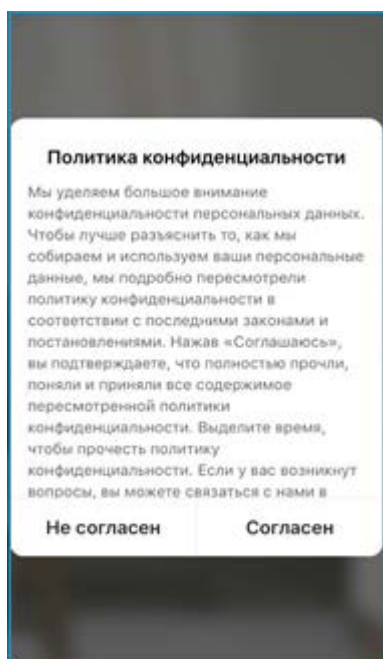 Политика конфиденциальности
Мы уделяем большое внимание
конфиденциальности персональных данных.
Чтобы лучше разъяснить то, как мы
собираем и используем ваши персональные
данные, мы подробно пересмотрели
политику конфиденциальности в
соответствии с последними законами и
постановлениями. Нажав «Соглашаюсь»,
вы подтверждаете, что полностью прочли,
поняли и приняли все содержимое
пересмотренной политики
конфиденциальности. Выделите время,
чтобы прочесть политику
конфиденциальности. Если у вас возникнут
вопросы, вы можете связаться с нами в
Не согласен Согласен